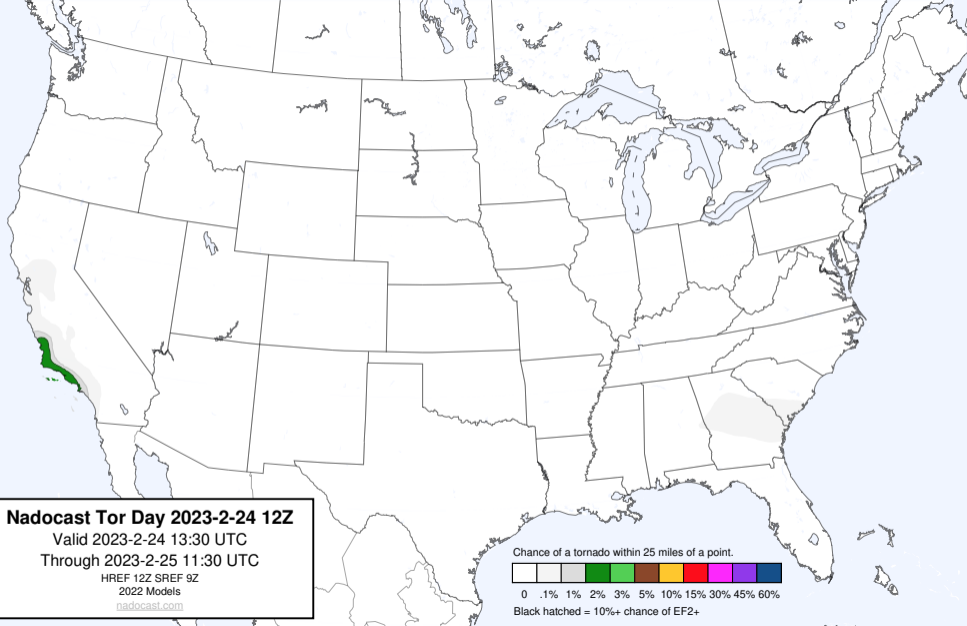 Nadocast Tor Day 2023-2-24 12Z
Valid 2023-2-24 13:30 UTC
Through 2023-2-25 11:30 UTC
HREF 12Z SREF 9Z
2022 Models
nadocast.com
Chance of a tornado within 25 miles of a point.
0 .1% 1% 2% 3% 5% 10% 15% 30% 45% 60%
Black hatched = 10%+ chance of EF2+